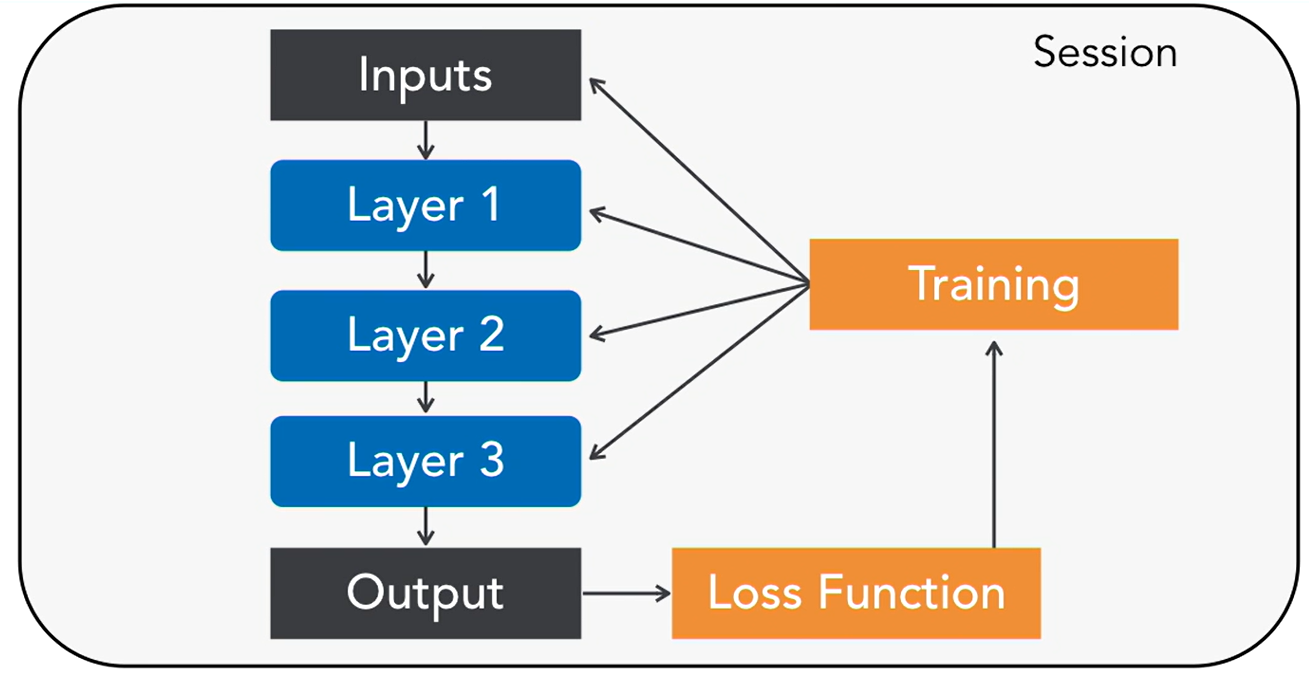 Session
Inputs
Layer 1
Layer 2
Training
Layer 3
Output
Loss Function